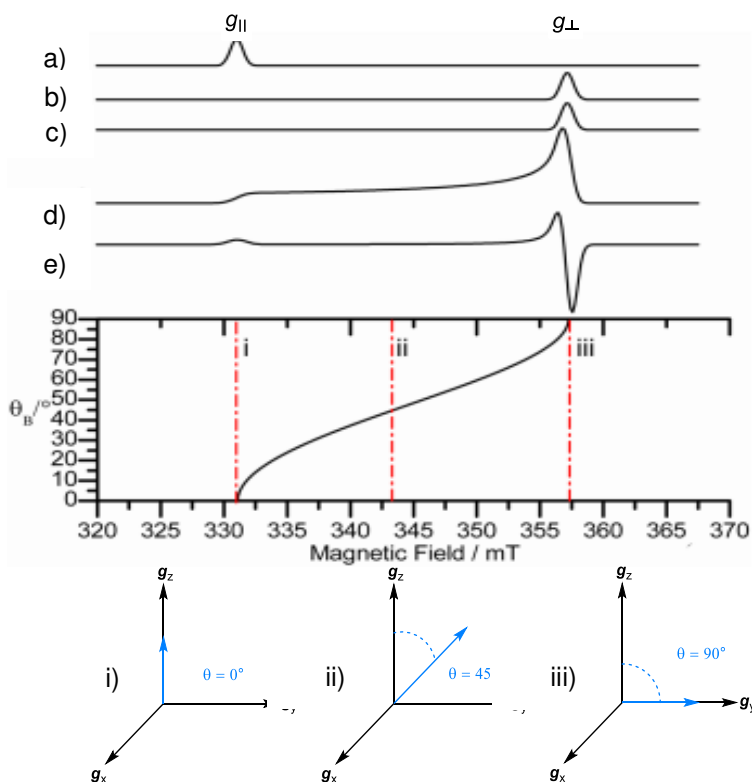 g|| g⊥
a)
b)
c)
d)
e)
90
80
70
60
50
40
30
20
10
0
θB/°
i ii iii
320 325 330 335 340 345 350 355 360 365 370
Magnetic Field / mT
gz gz gz
i) θ = 0° ii) θ = 45 iii) θ = 90°
gy
gx gx gx